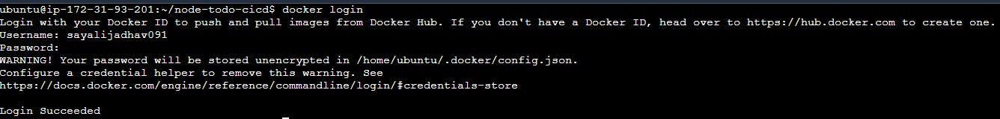 ubuntu@ip-172-31-93-201:~/node-todo-cicd$ docker login
Login with your Docker ID to push and pull images from Docker Hub. If you don't have a Docker ID, head over to https://hub.docker.com to create one.
Username: sayalijadhav091
Password:
WARNING! Your password will be stored unencrypted in /home/ubuntu/.docker/config.json.
Configure a credential helper to remove this warning. See
https://docs.docker.com/engine/reference/commandline/login/#credentials-store
Login Succeeded